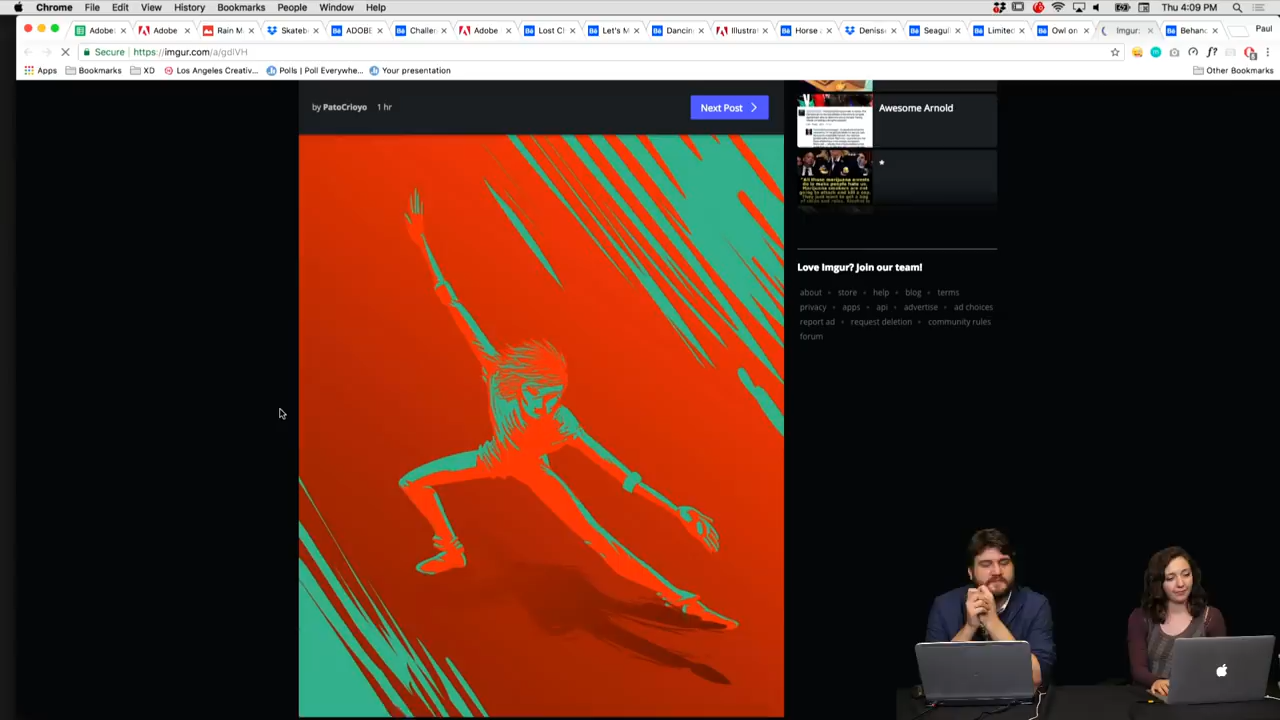 Chrome File Edit View History Bookmarks People Window Help
Thu 4:09 PM
Adobe: Adobe Rain M Skateb ADOBE Challe Adobe Lost Cl Let's M Dancin Illustra Horse a Denis Seagul Limited Owl on Imgur: Behanc Paul
Secure https://imgur.com/a/gdIVH
Apps Bookmarks XD Los Angeles Creativ... Polls | Poll Everywhe... Your presentation Other Bookmarks
by PatoCrioyo 1 hr
Next Post
Awesome Arnold
*
Love Imgur? Join our team!
about store help blog terms
privacy apps api advertise ad choices
report ad request deletion community rules
forum